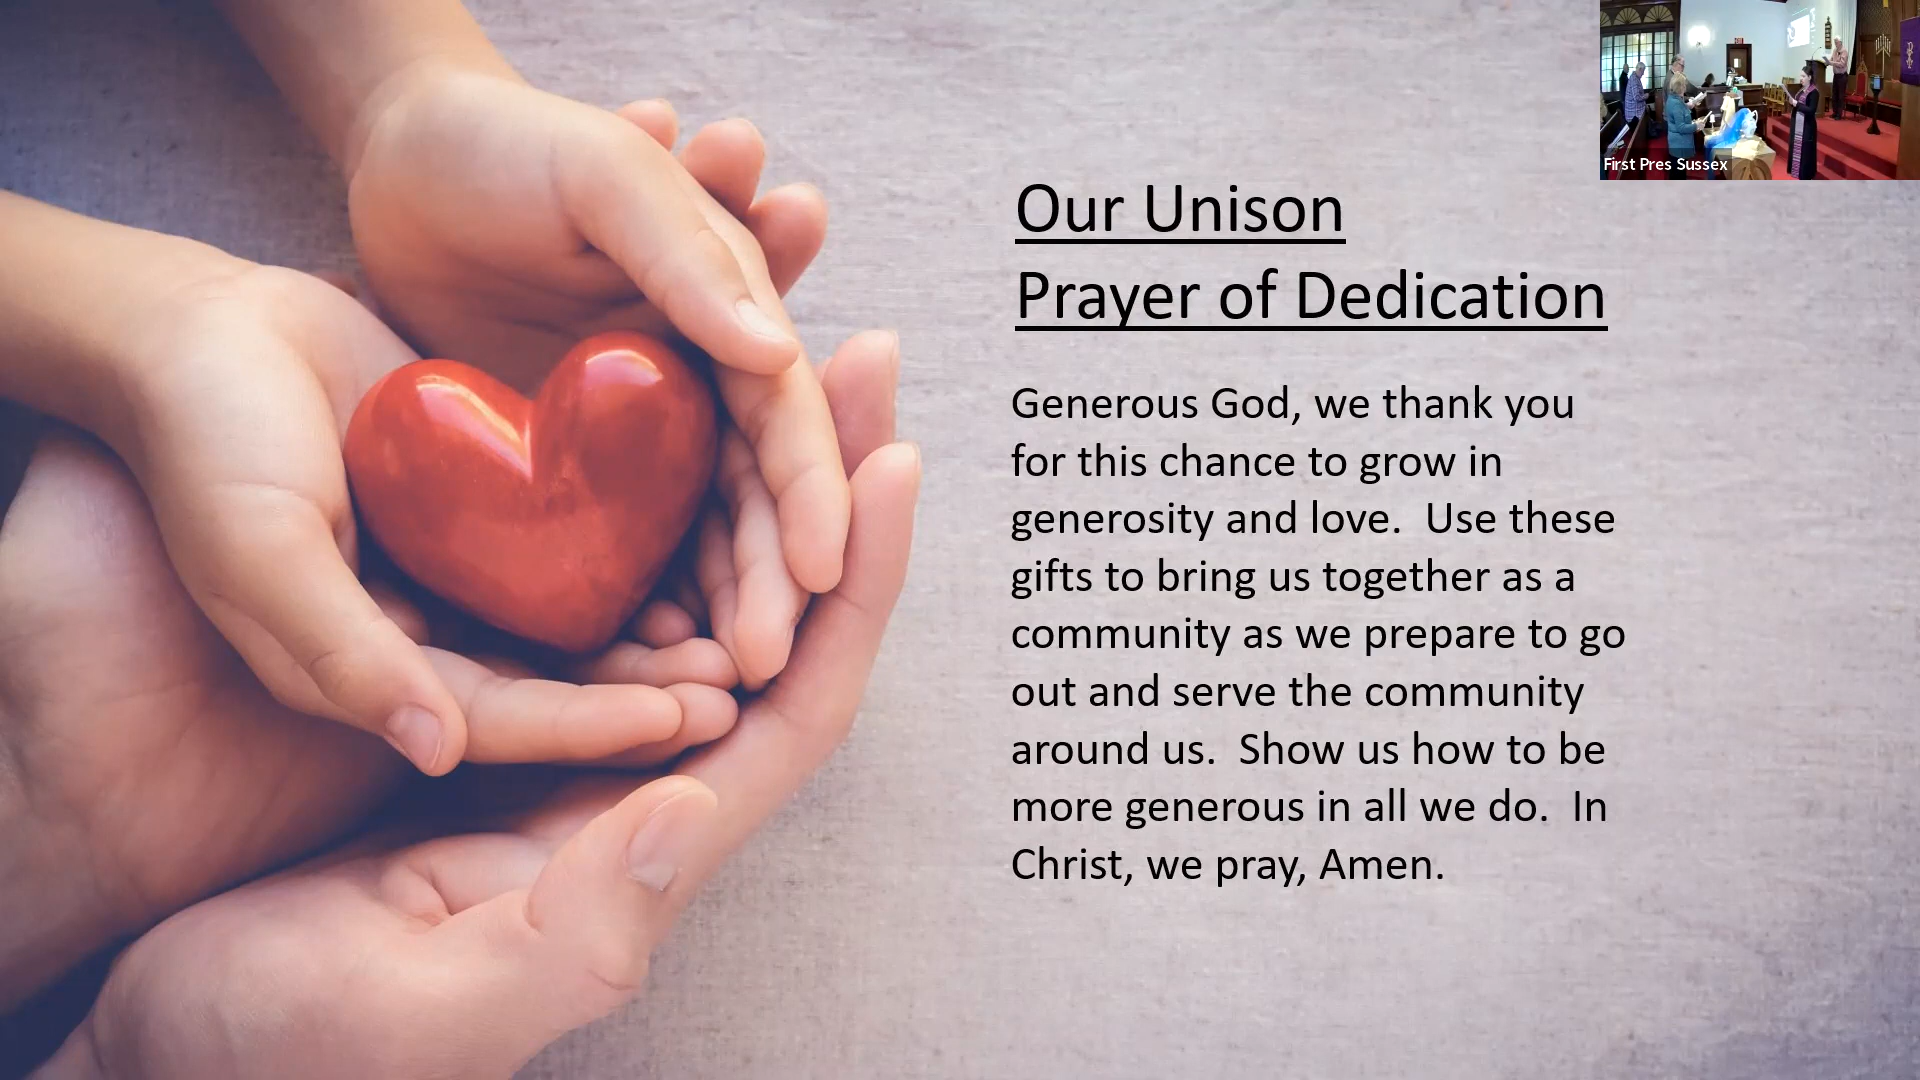 First Pres Sussex
Our Unison
Prayer of Dedication
Generous God, we thank you
for this chance to grow in
generosity and love.  Use these
gifts to bring us together as a
community as we prepare to go
out and serve the community
around us.  Show us how to be
more generous in all we do.  In
Christ, we pray, Amen.